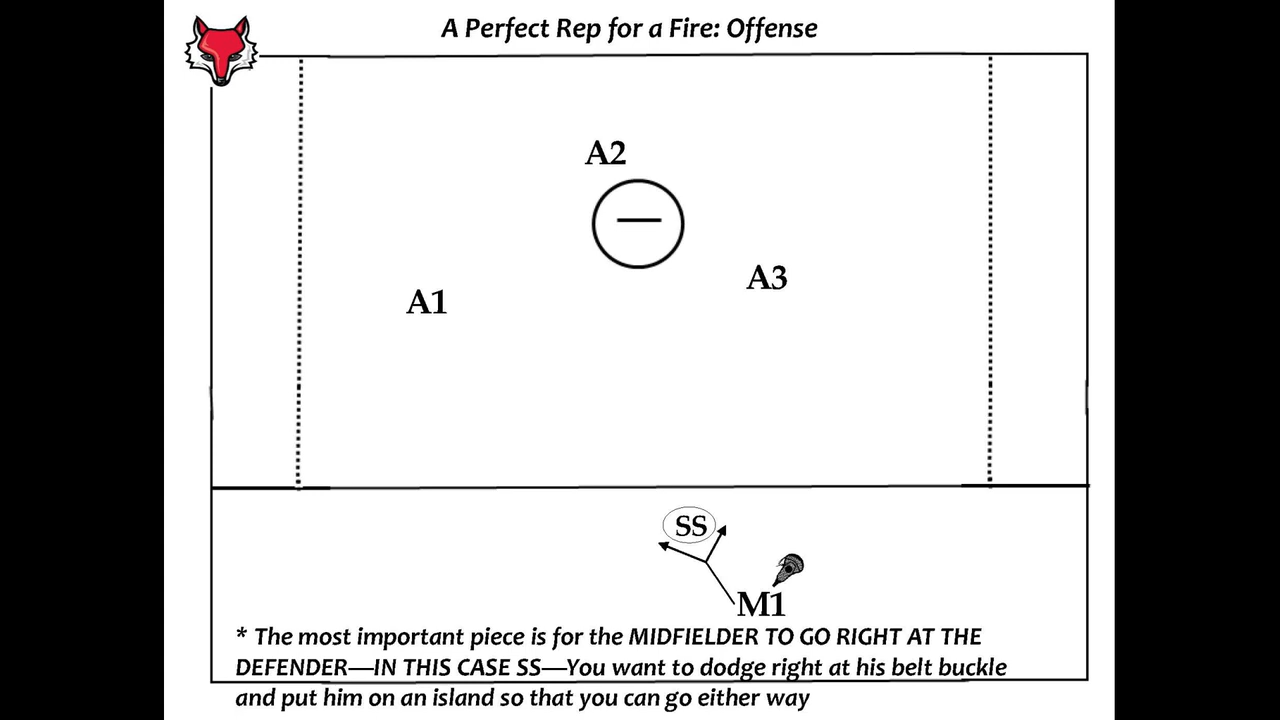 A Perfect Rep for a Fire: Offense
A2
A3
A1
SS
M1
* The most important piece is for the MIDFIELDER TO GO RIGHT AT THE
DEFENDER—IN THIS CASE SS—You want to dodge right at his belt buckle
and put him on an island so that you can go either way